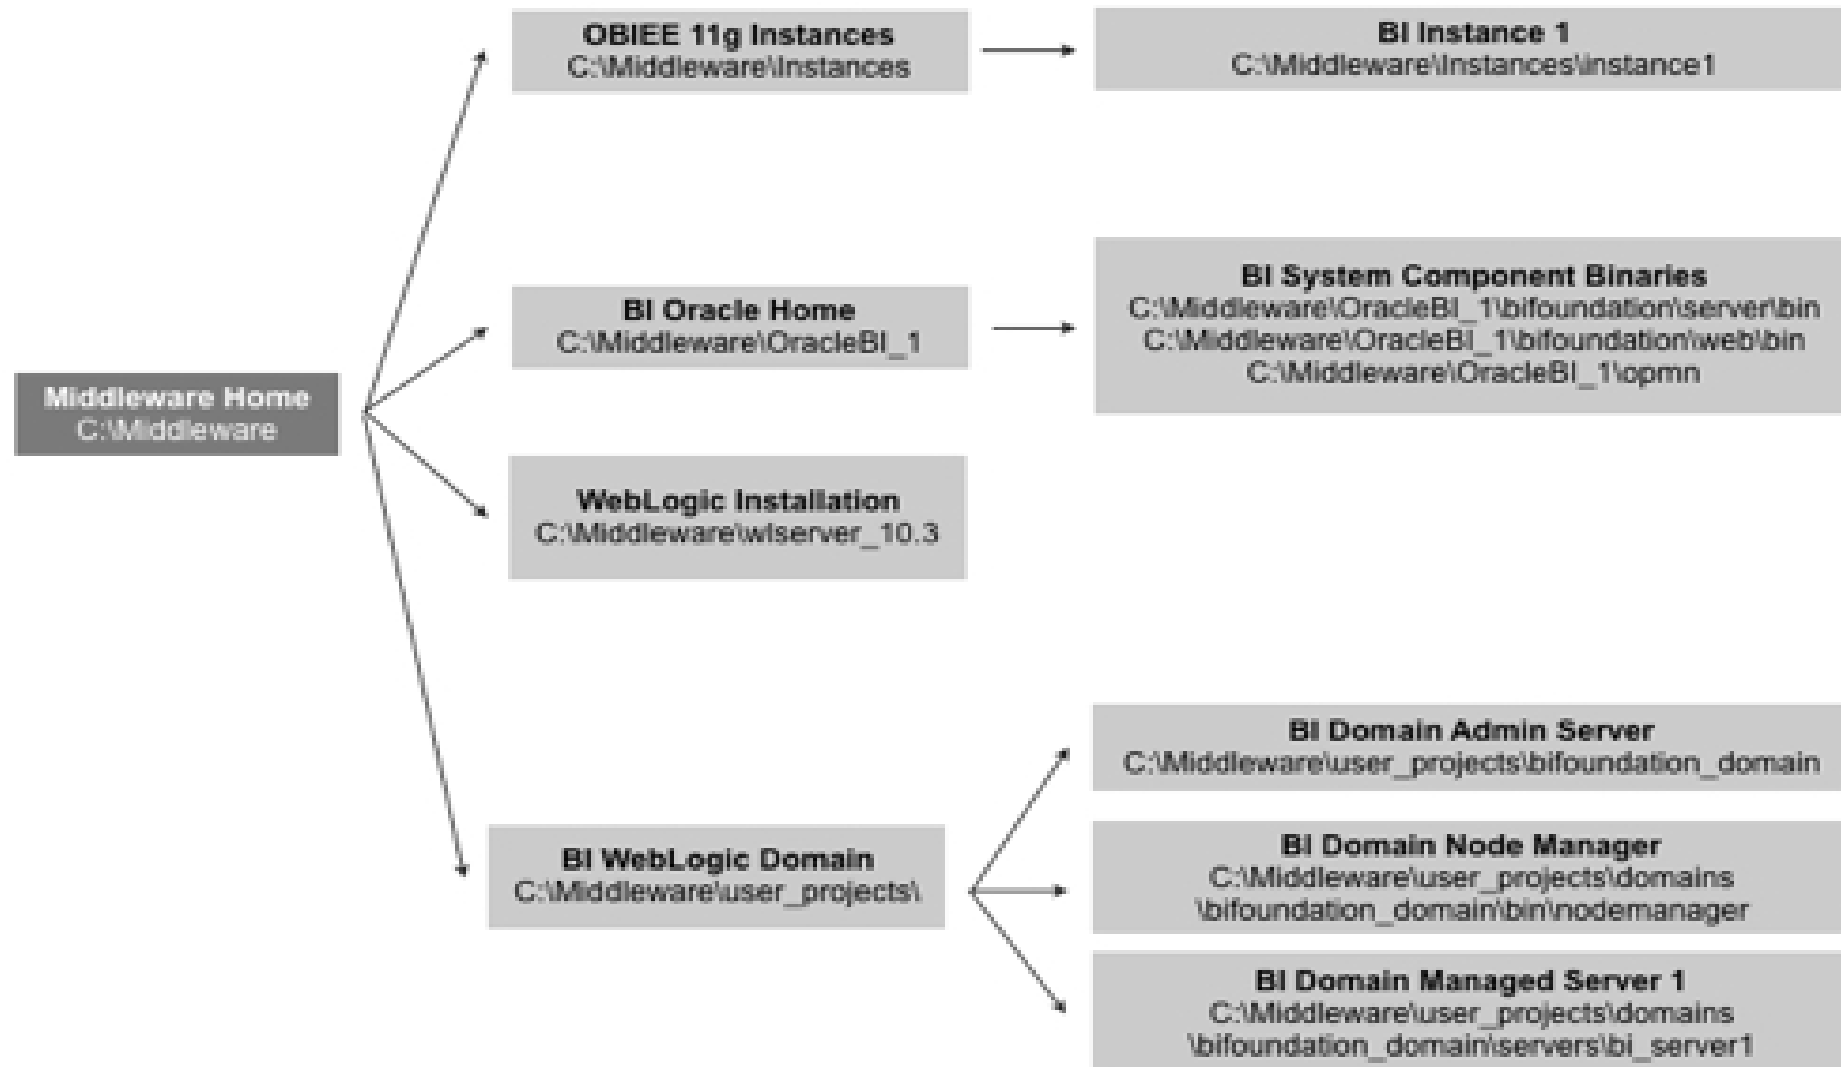 OBIEE 11g Instances
C:\Middleware\Instances
BI Instance 1
C:\Middleware\Instances\instance1
BI Oracle Home
C:\Middleware\OracleBI_1
BI System Component Binaries
C:\Middleware\OracleBI_1\bifoundation\server\bin
C:\Middleware\OracleBI_1\bifoundation\web\bin
C:\Middleware\OracleBI_1\opmn
Middleware Home
C:\Middleware
WebLogic Installation
C:\Middleware\wlserver_10.3
BI WebLogic Domain
C:\Middleware\user_projects\
BI Domain Admin Server
C:\Middleware\user_projects\bifoundation_domain
BI Domain Node Manager
C:\Middleware\user_projects\domains
\bifoundation_domain\bin\nodemanager
BI Domain Managed Server 1
C:\Middleware\user_projects\domains
\bifoundation_domain\servers\bi_server1